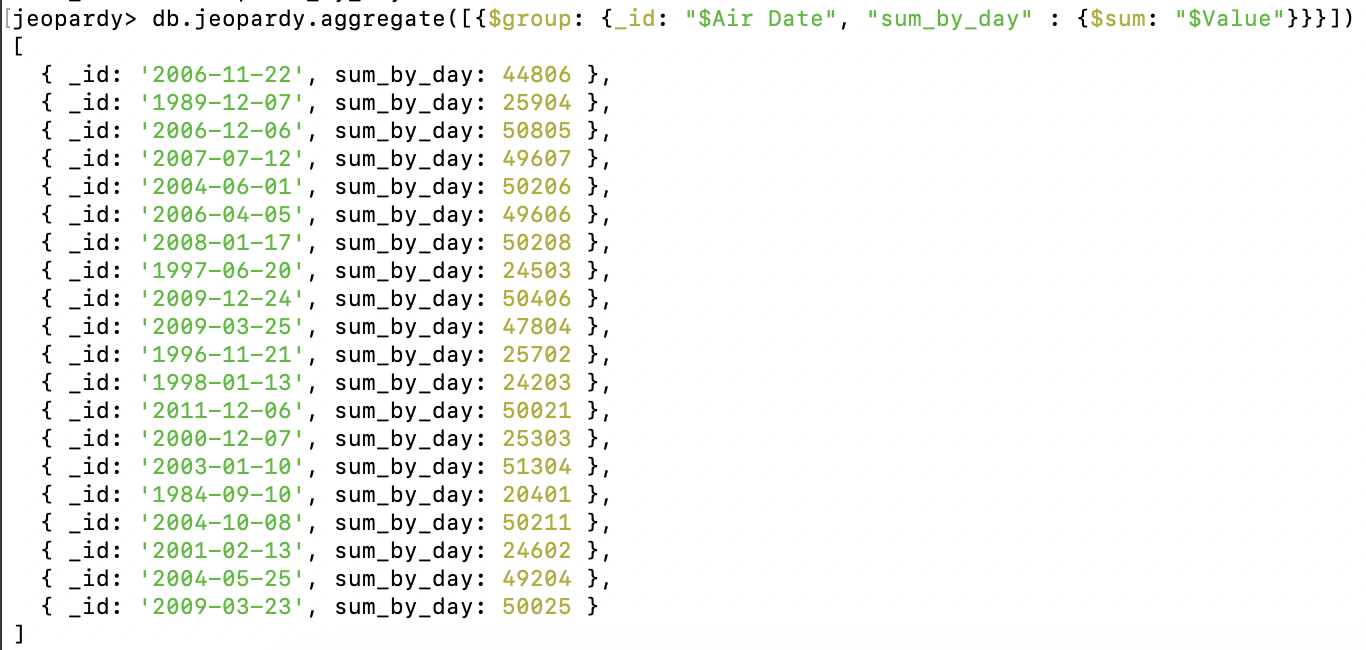 jeopardy> db.jeopardy.aggregate([{$group: {_id: "$Air Date", "sum_by_day" : {$sum: "$Value"}}}])
[
  { _id: '2006-11-22', sum_by_day: 44806 },
  { _id: '1989-12-07', sum_by_day: 25904 },
  { _id: '2006-12-06', sum_by_day: 50805 },
  { _id: '2007-07-12', sum_by_day: 49607 },
  { _id: '2004-06-01', sum_by_day: 50206 },
  { _id: '2006-04-05', sum_by_day: 49606 },
  { _id: '2008-01-17', sum_by_day: 50208 },
  { _id: '1997-06-20', sum_by_day: 24503 },
  { _id: '2009-12-24', sum_by_day: 50406 },
  { _id: '2009-03-25', sum_by_day: 47804 },
  { _id: '1996-11-21', sum_by_day: 25702 },
  { _id: '1998-01-13', sum_by_day: 24203 },
  { _id: '2011-12-06', sum_by_day: 50021 },
  { _id: '2000-12-07', sum_by_day: 25303 },
  { _id: '2003-01-10', sum_by_day: 51304 },
  { _id: '1984-09-10', sum_by_day: 20401 },
  { _id: '2004-10-08', sum_by_day: 50211 },
  { _id: '2001-02-13', sum_by_day: 24602 },
  { _id: '2004-05-25', sum_by_day: 49204 },
  { _id: '2009-03-23', sum_by_day: 50025 }
]